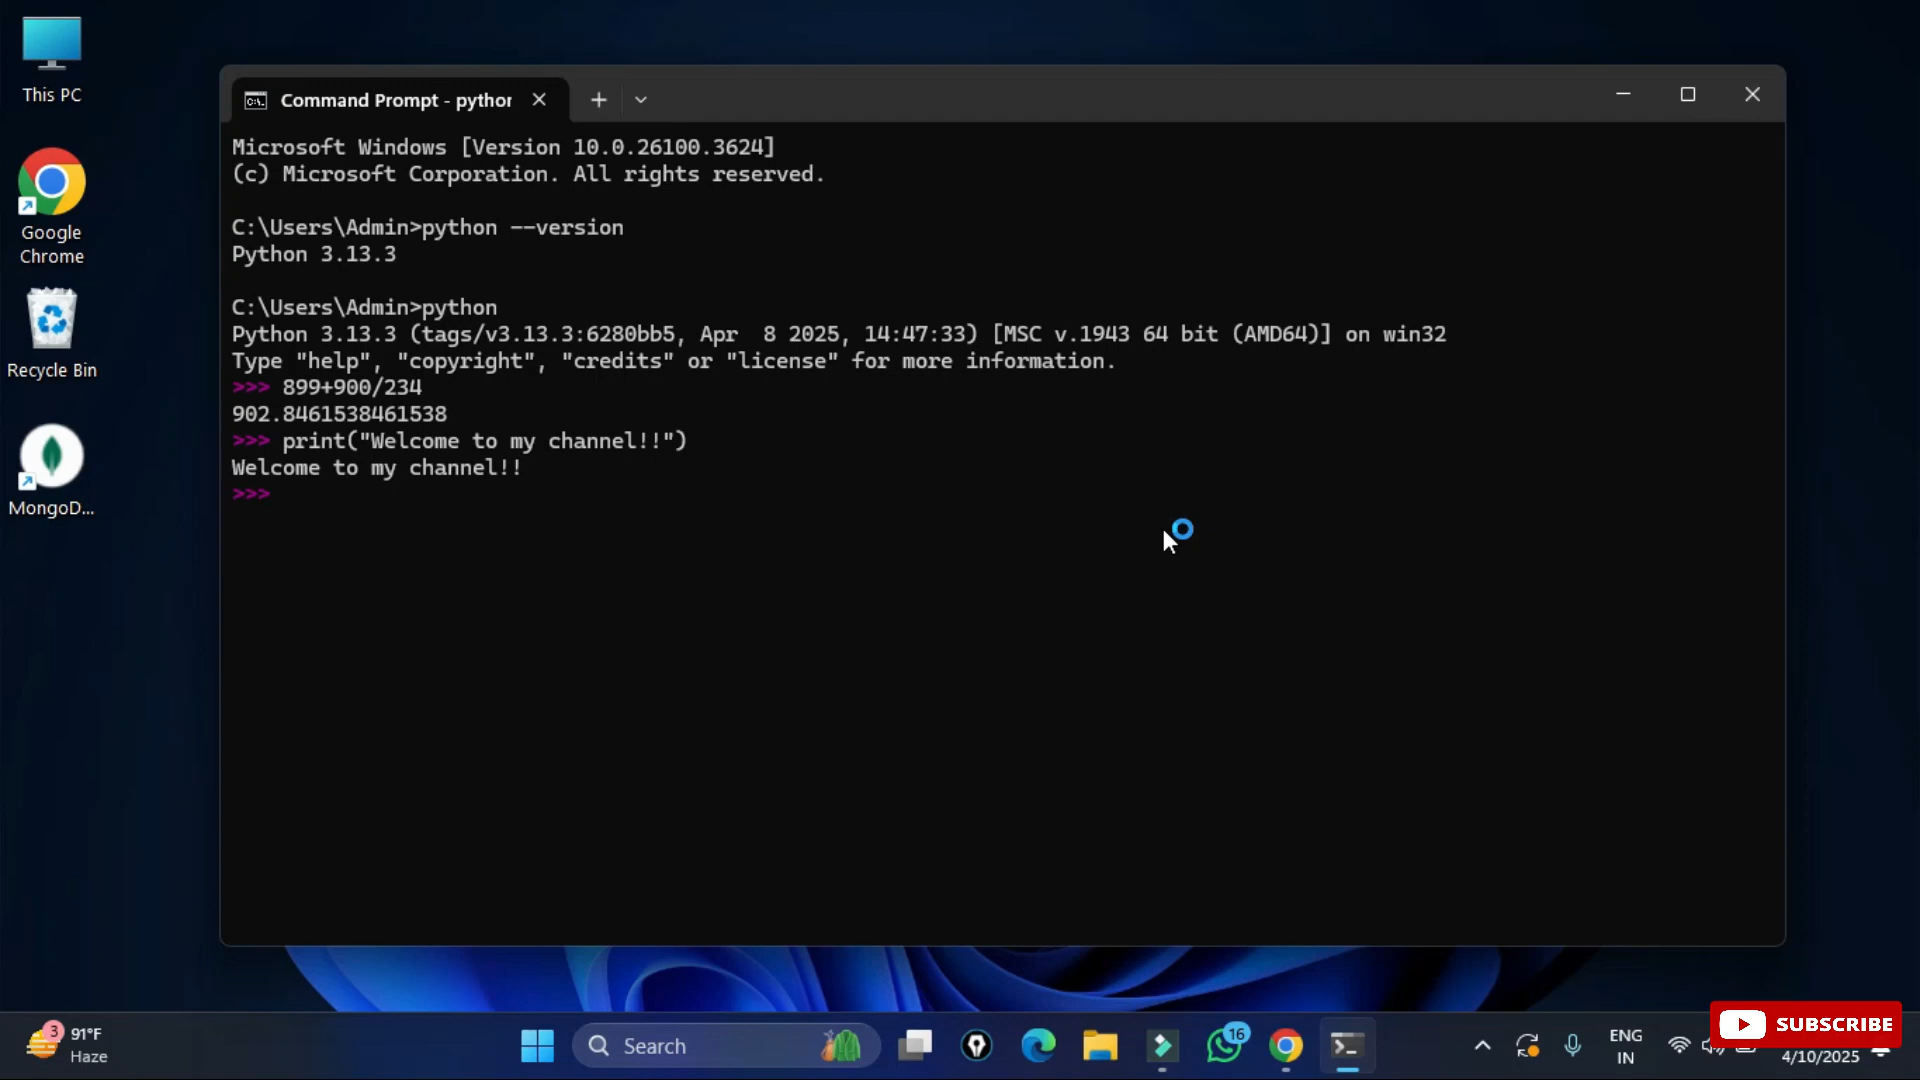 This PC
Google
Chrome
Recycle Bin
MongoD...
Command Prompt - python
Microsoft Windows [Version 10.0.26100.3624]
(c) Microsoft Corporation. All rights reserved.
C:\Users\Admin>python --version
Python 3.13.3
C:\Users\Admin>python
Python 3.13.3 (tags/v3.13.3:6280bb5, Apr  8 2025, 14:47:33) [MSC v.1943 64 bit (AMD64)] on win32
Type "help", "copyright", "credits" or "license" for more information.
>>> 899+900/234
902.8461538461538
>>> print("Welcome to my channel!!")
Welcome to my channel!!
>>>
3
91°F
Haze
Search
16
ENG
IN
SUBSCRIBE
4/10/2025